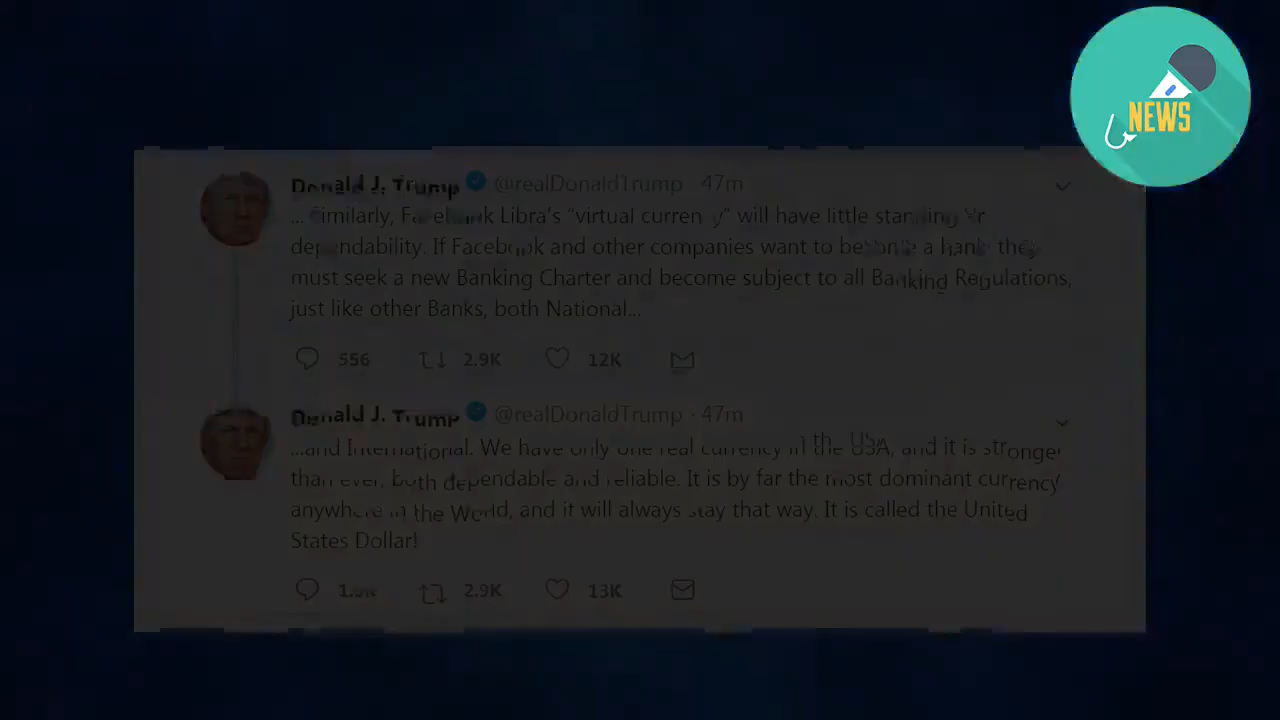 NEWS
Donald J. Trump @realDonaldTrump · 47m
... Similarly, Facebook Libra's “virtual currency” will have little standing or
dependability. If Facebook and other companies want to become a bank, they
must seek a new Banking Charter and become subject to all Banking Regulations,
just like other Banks, both National...
556 2.9K 12K
Donald J. Trump @realDonaldTrump · 47m
...and International. We have only one real currency in the USA, and it is stronger
than ever, both dependable and reliable. It is by far the most dominant currency
anywhere in the World, and it will always stay that way. It is called the United
States Dollar!
2.9K 13K